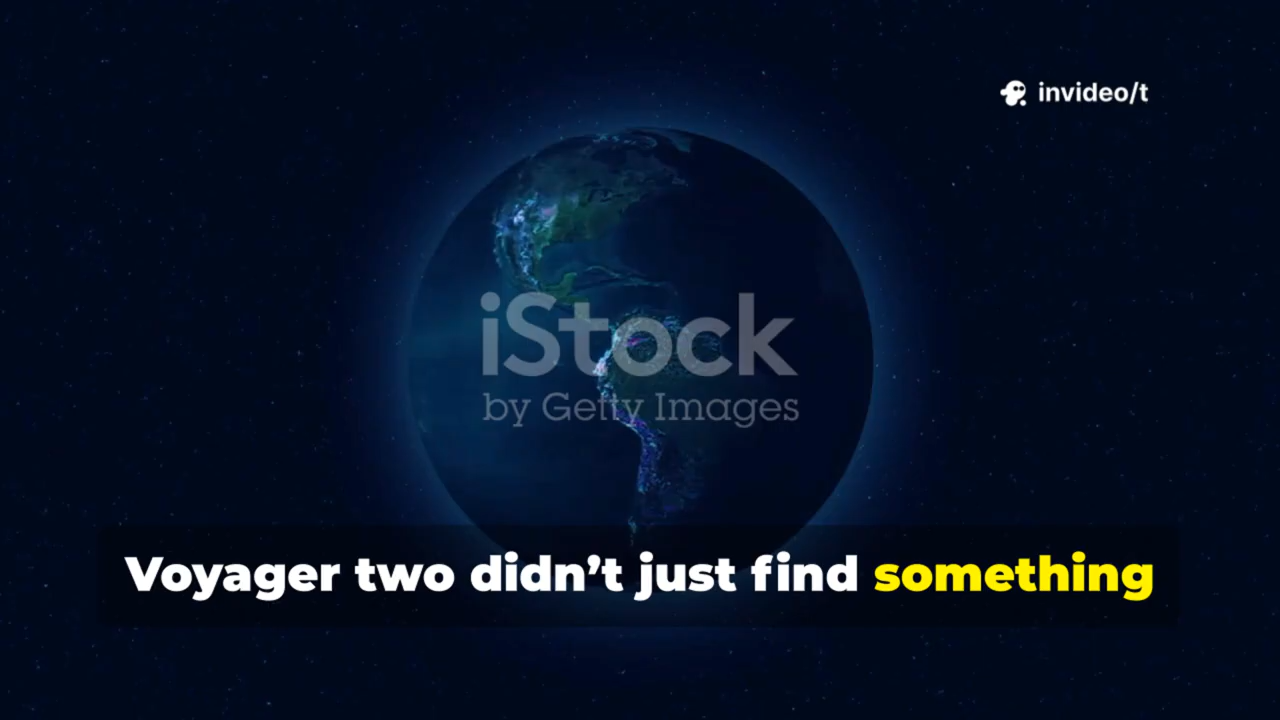 invideo/t
iStock
by Getty Images
Voyager two didn’t just find something